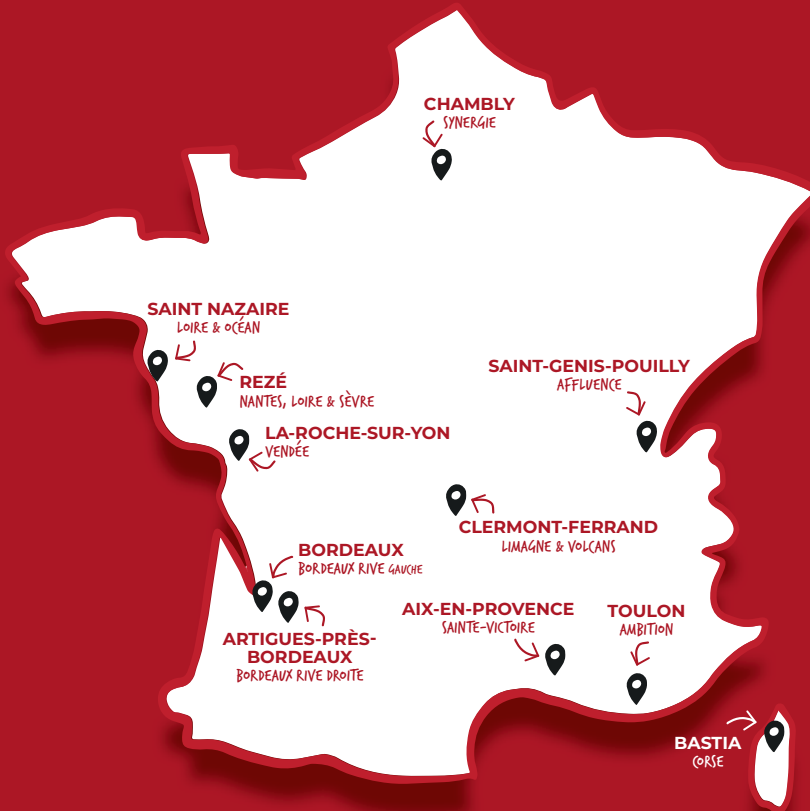 CHAMBLY
SYNERGIE
SAINT NAZAIRE
LOIRE & OCÉAN
REZÉ
NANTES, LOIRE & SÈVRE
SAINT-GENIS-POUILLY
AFFLUENCE
LA-ROCHE-SUR-YON
VENDÉE
CLERMONT-FERRAND
LIMAGNE & VOLCANS
BORDEAUX
BORDEAUX RIVE GAUCHE
ARTIGUES-PRÈS-
BORDEAUX
BORDEAUX RIVE DROITE
AIX-EN-PROVENCE
SAINTE-VICTOIRE
TOULON
AMBITION
BASTIA
CORSE